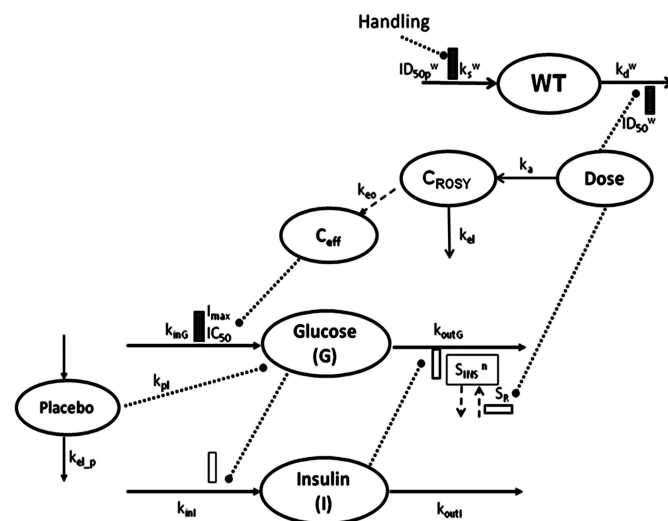 Handling
ID50p^w
ks^w
WT
kd^w
ID50^w
Dose
ka
CROSY
keo
kel
Ceff
Imax
IC50
kinG
Glucose
(G)
koutG
SINS^n
SR
kpl
Placebo
kel_p
kinI
Insulin
(I)
koutI